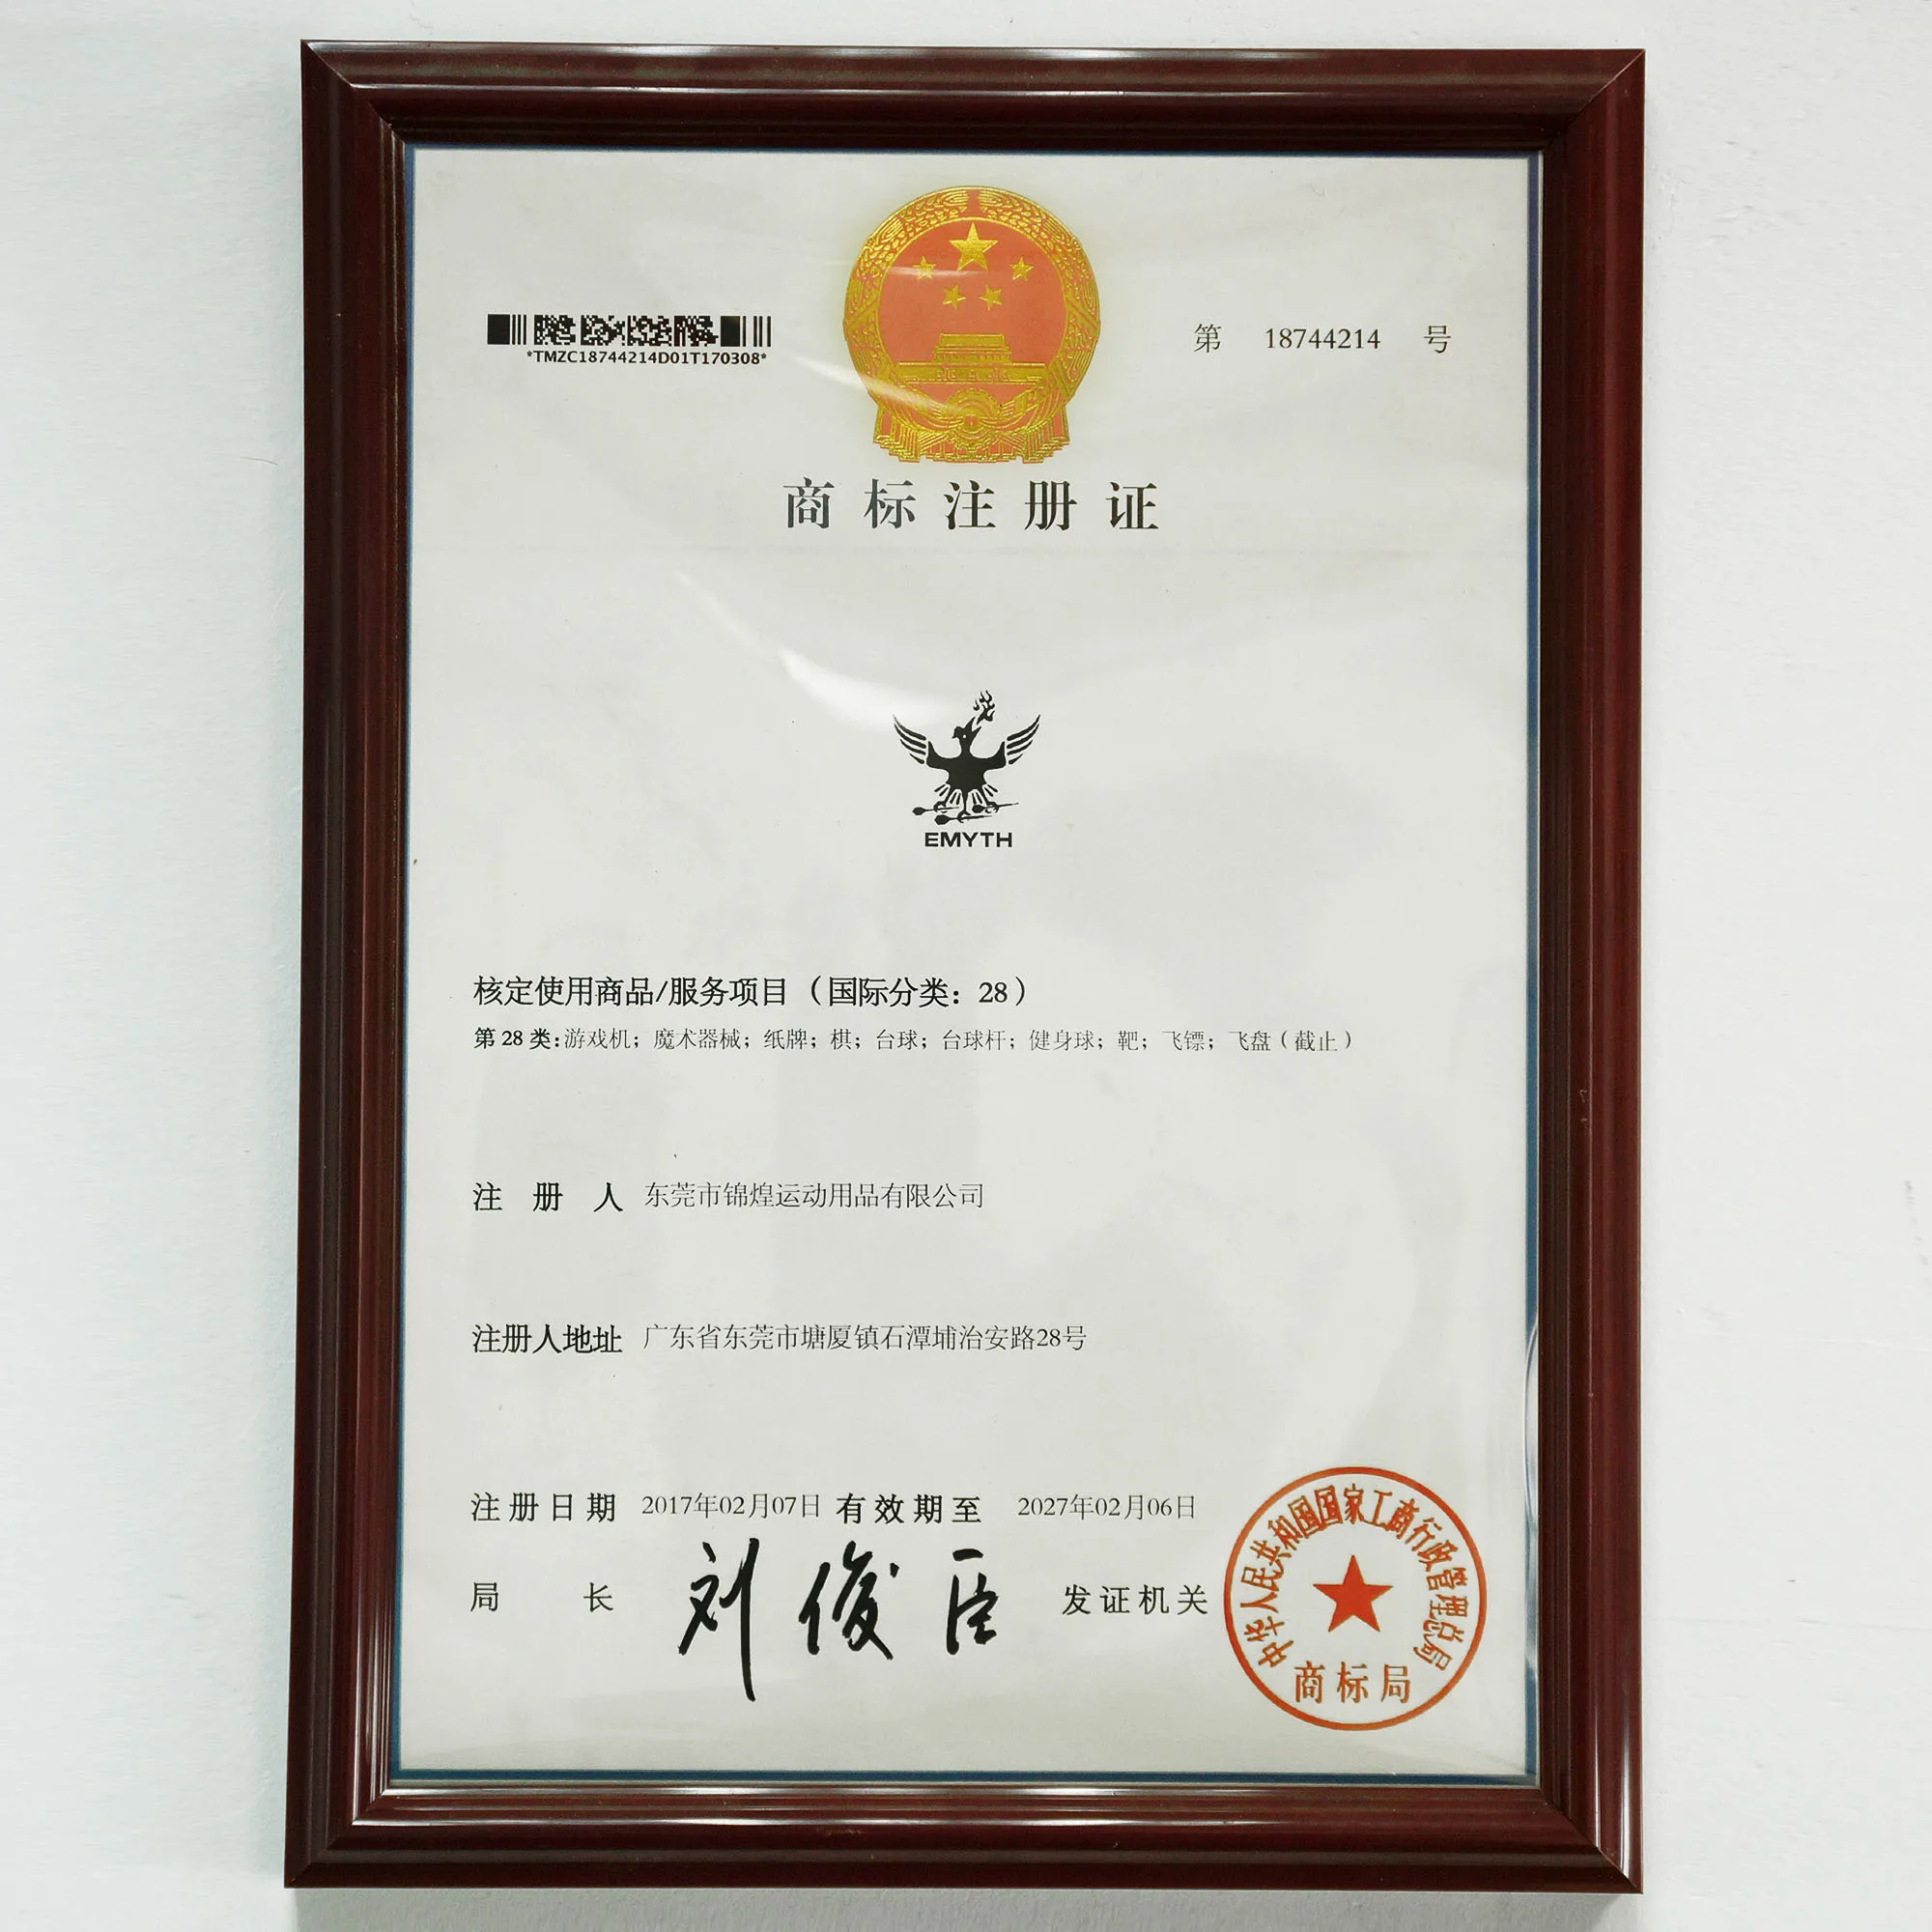 *TMZC18744214D01T170308*
第 18744214 号
商标注册证
EMYTH
核定使用商品/服务项目（国际分类：28）
第28类:游戏机；魔术器械；纸牌；棋；台球；台球杆；健身球；靶；飞镖；飞盘（截止）
注册人 东莞市锦煌运动用品有限公司
注册人地址 广东省东莞市塘厦镇石潭埔治安路28号
注册日期 2017年02月07日 有效期至 2027年02月06日
局长 刘俊臣 发证机关
中华人民共和国国家工商行政管理总局
商标局